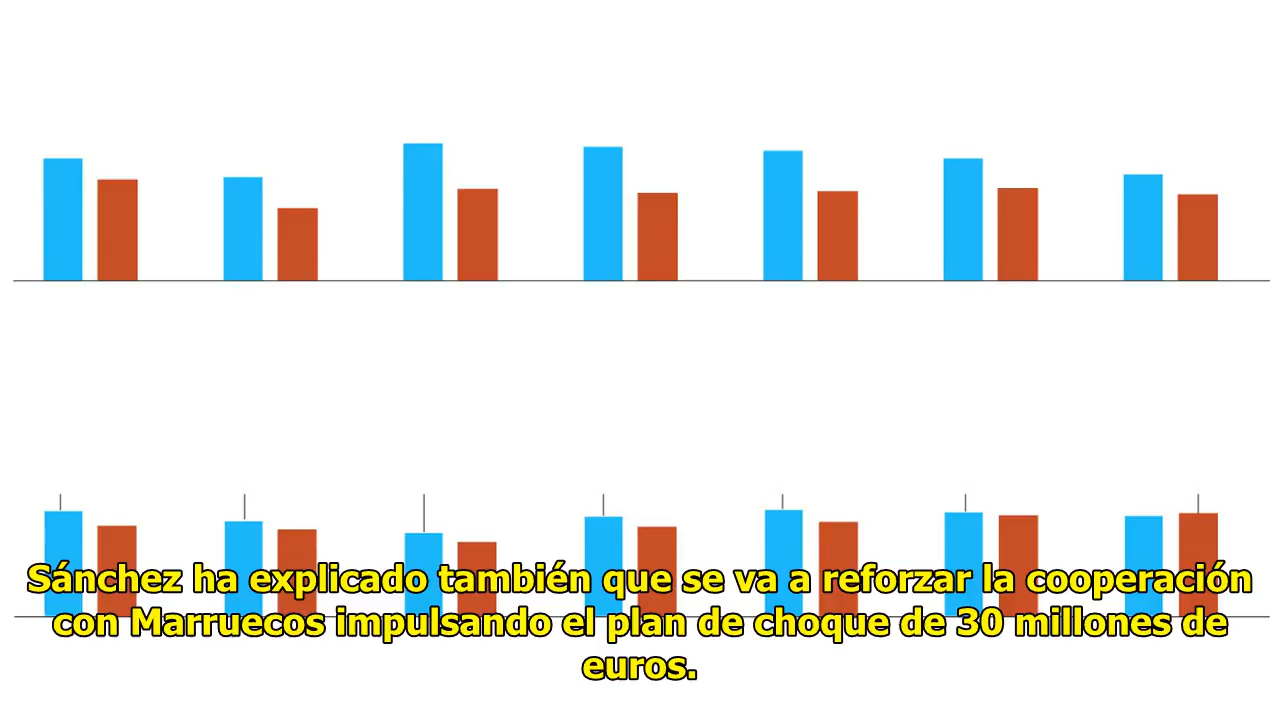 Sánchez ha explicado también que se va a reforzar la cooperación
con Marruecos impulsando el plan de choque de 30 millones de
euros.